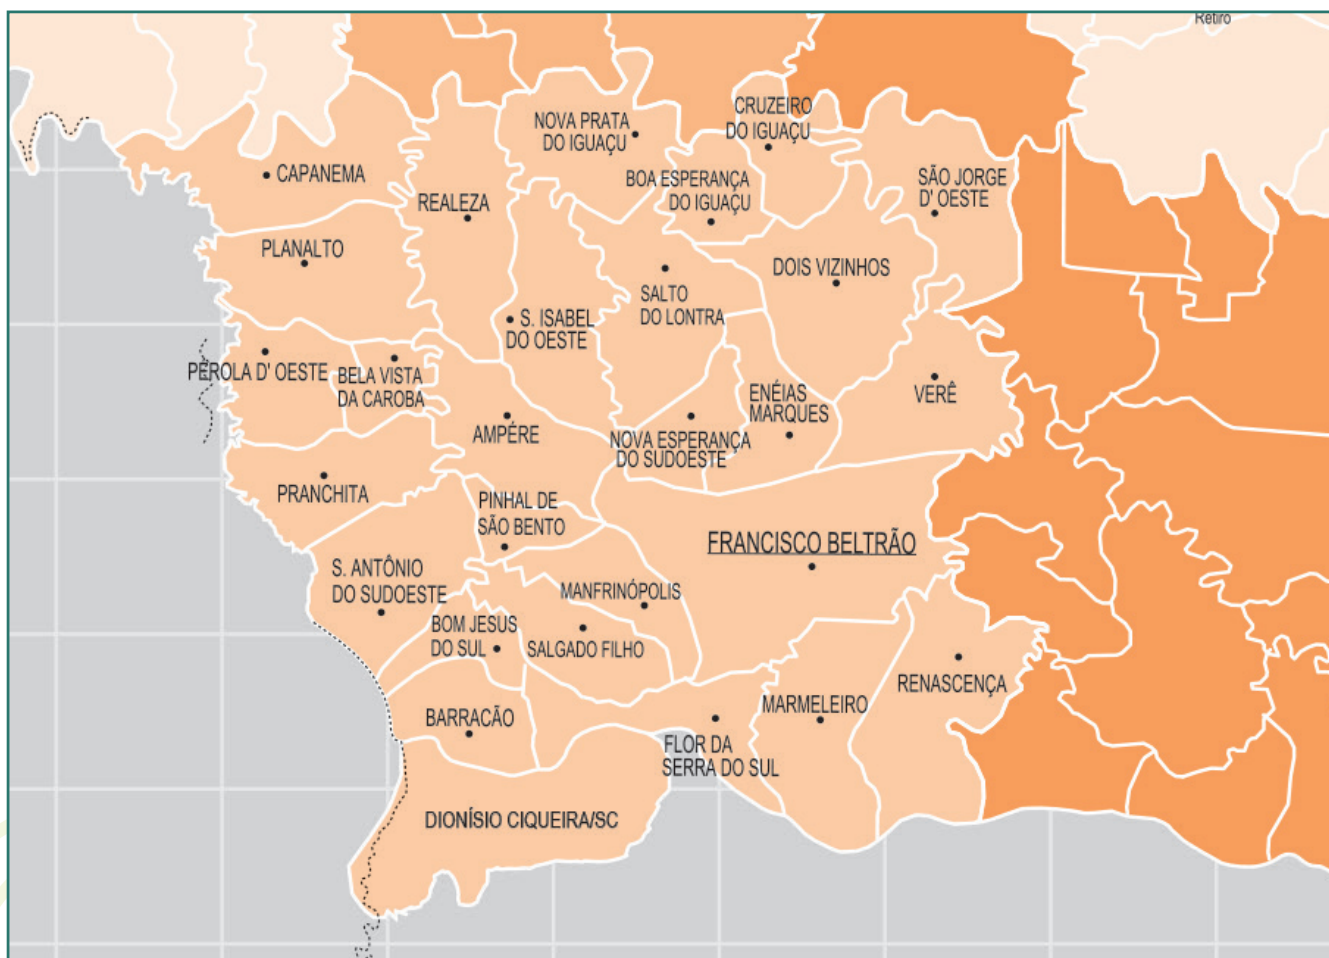 Retiro
CRUZEIRO
DO IGUAÇU
NOVA PRATA
DO IGUAÇU
CAPANEMA
BOA ESPERANÇA
DO IGUAÇU
SÃO JORGE
D' OESTE
REALEZA
PLANALTO
DOIS VIZINHOS
SALTO
DO LONTRA
S. ISABEL
DO OESTE
PÉROLA D' OESTE
BELA VISTA
DA CAROBA
ENÉIAS
MARQUES
VERÊ
AMPÉRE
NOVA ESPERANÇA
DO SUDOESTE
PRANCHITA
PINHAL DE
SÃO BENTO
FRANCISCO BELTRÃO
S. ANTÔNIO
DO SUDOESTE
MANFRINÓPOLIS
BOM JESUS
DO SUL
SALGADO FILHO
RENASCENÇA
MARMELEIRO
BARRACÃO
FLOR DA
SERRA DO SUL
DIONÍSIO CIQUEIRA/SC